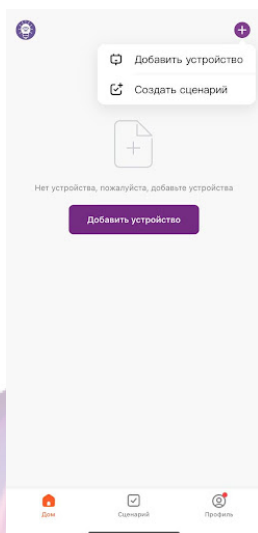 Добавить устройство
Создать сценарий
Нет устройства, пожалуйста, добавьте устройства
Добавить устройство
Дом
Сценарий
Профиль